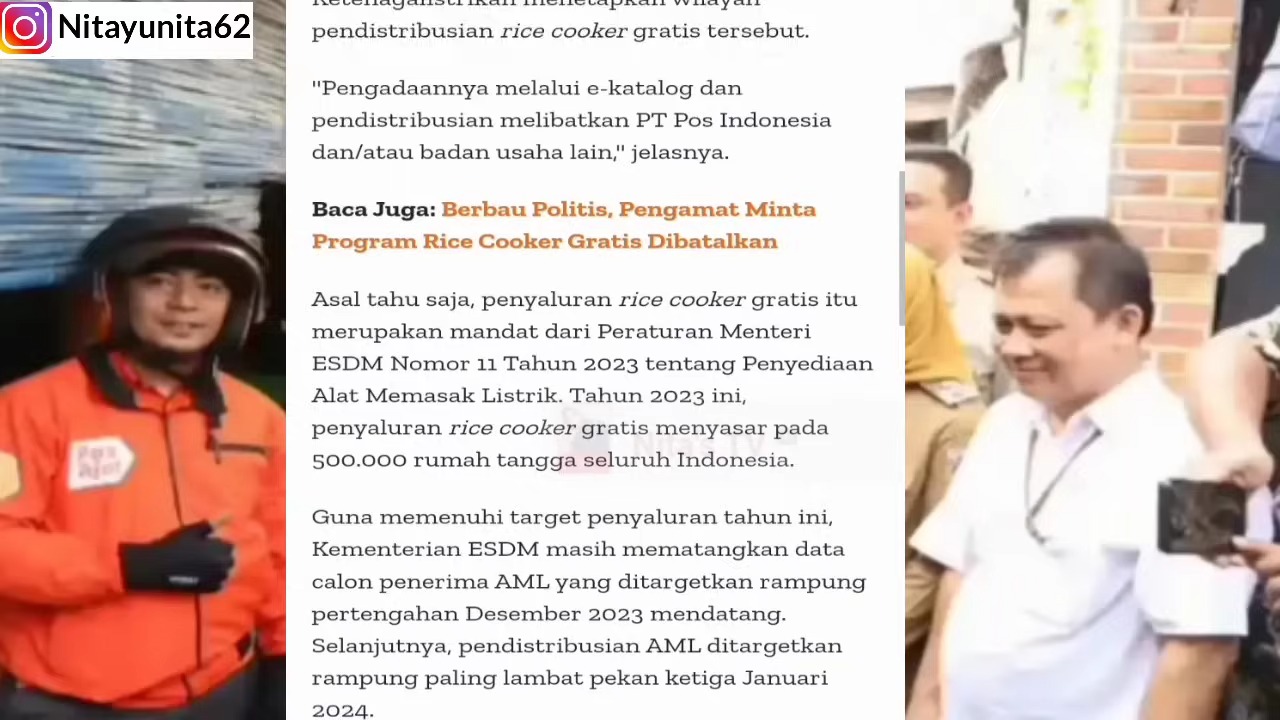 Nitayunita62
Ketenagalistrikan menetapkan wilayah
pendistribusian rice cooker gratis tersebut.
"Pengadaannya melalui e-katalog dan
pendistribusian melibatkan PT Pos Indonesia
dan/atau badan usaha lain," jelasnya.
Baca Juga: Berbau Politis, Pengamat Minta
Program Rice Cooker Gratis Dibatalkan
Asal tahu saja, penyaluran rice cooker gratis itu
merupakan mandat dari Peraturan Menteri
ESDM Nomor 11 Tahun 2023 tentang Penyediaan
Alat Memasak Listrik. Tahun 2023 ini,
penyaluran rice cooker gratis menyasar pada
500.000 rumah tangga seluruh Indonesia.
Nita's TV
Guna memenuhi target penyaluran tahun ini,
Kementerian ESDM masih mematangkan data
calon penerima AML yang ditargetkan rampung
pertengahan Desember 2023 mendatang.
Selanjutnya, pendistribusian AML ditargetkan
rampung paling lambat pekan ketiga Januari
2024.